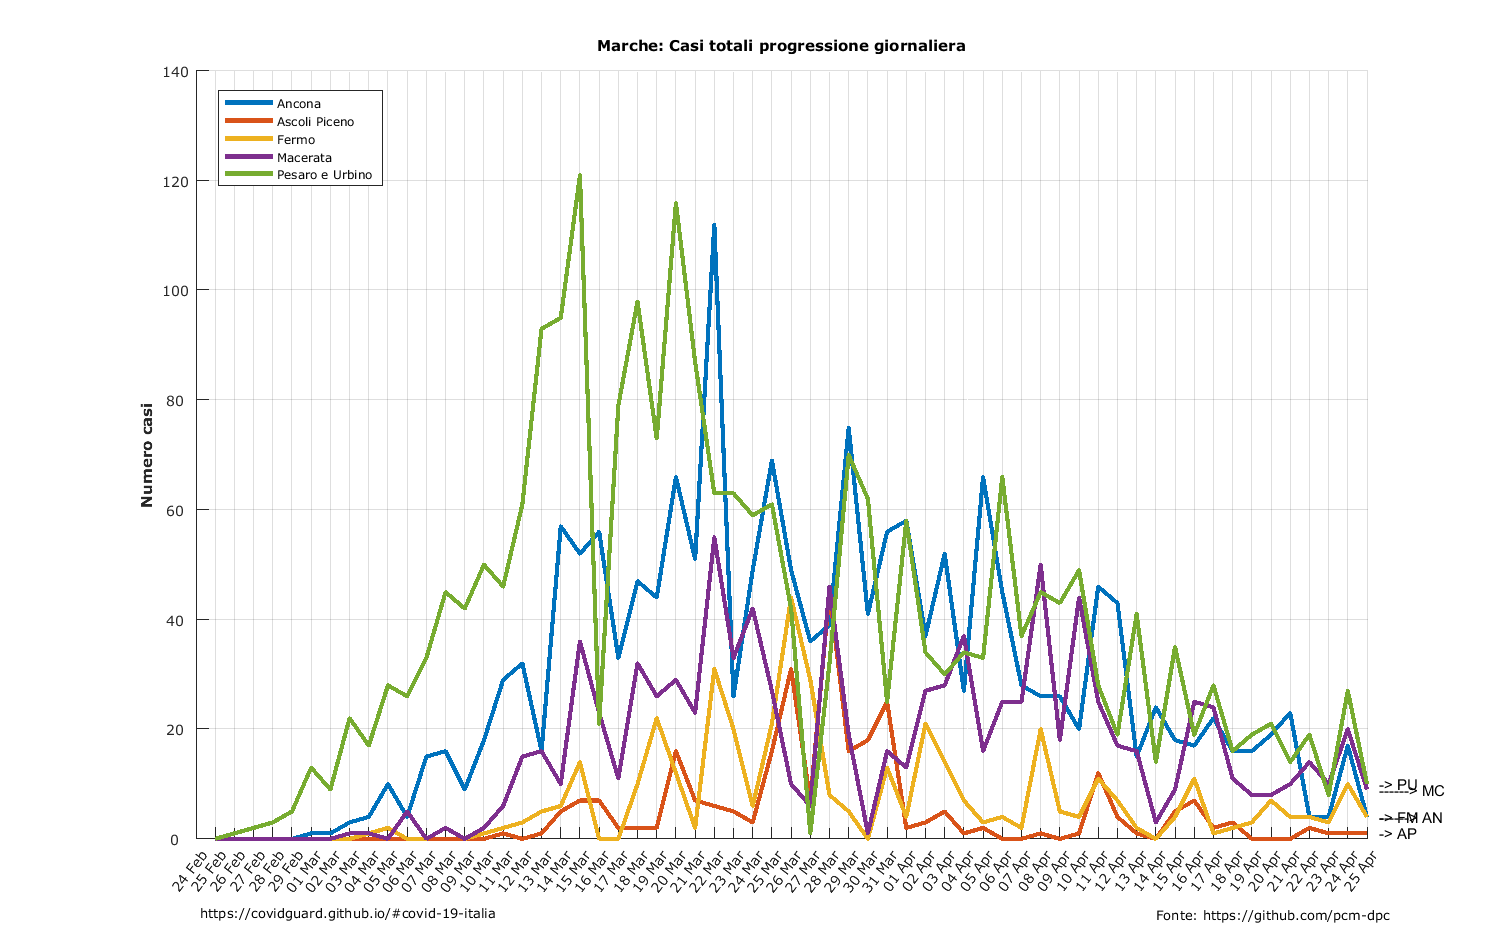 Marche: Casi totali progressione giornaliera
140
120
100
80
60
40
20
0
Numero casi
Ancona
Ascoli Piceno
Fermo
Macerata
Pesaro e Urbino
-> PU
-----> MC
-> FM
-----> AN
-> AP
24 Feb
25 Feb
26 Feb
27 Feb
28 Feb
29 Feb
01 Mar
02 Mar
03 Mar
04 Mar
05 Mar
06 Mar
07 Mar
08 Mar
09 Mar
10 Mar
11 Mar
12 Mar
13 Mar
14 Mar
15 Mar
16 Mar
17 Mar
18 Mar
19 Mar
20 Mar
21 Mar
22 Mar
23 Mar
24 Mar
25 Mar
26 Mar
27 Mar
28 Mar
29 Mar
30 Mar
31 Mar
01 Apr
02 Apr
03 Apr
04 Apr
05 Apr
06 Apr
07 Apr
08 Apr
09 Apr
10 Apr
11 Apr
12 Apr
13 Apr
14 Apr
15 Apr
16 Apr
17 Apr
18 Apr
19 Apr
20 Apr
21 Apr
22 Apr
23 Apr
24 Apr
25 Apr
https://covidguard.github.io/#covid-19-italia
Fonte: https://github.com/pcm-dpc